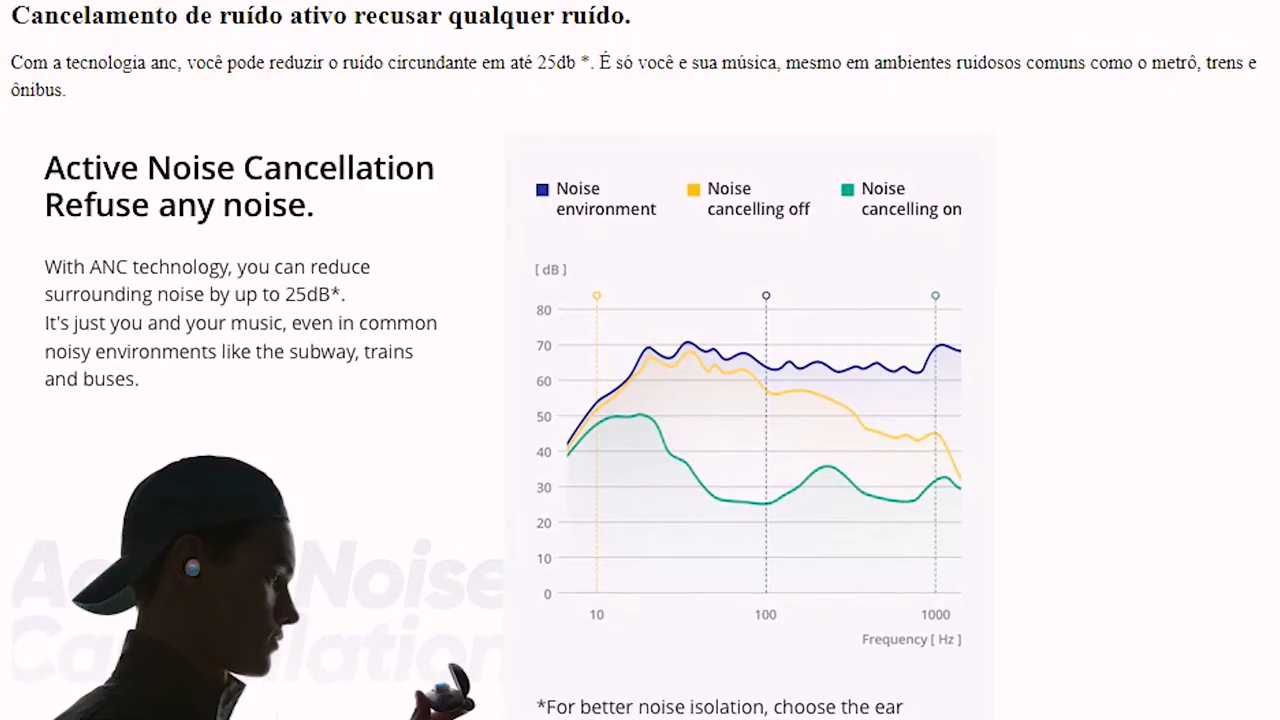 Cancelamento de ruído ativo recusar qualquer ruído.
Com a tecnologia anc, você pode reduzir o ruído circundante em até 25db *. É só você e sua música, mesmo em ambientes ruidosos comuns como o metrô, trens e
ônibus.
Active Noise Cancellation
Refuse any noise.
With ANC technology, you can reduce
surrounding noise by up to 25dB*.
It's just you and your music, even in common
noisy environments like the subway, trains
and buses.
Active Noise
Cancellation
Noise
environment
Noise
cancelling off
Noise
cancelling on
[ dB ]
80
70
60
50
40
30
20
10
0
10
100
1000
Frequency [ Hz ]
*For better noise isolation, choose the ear